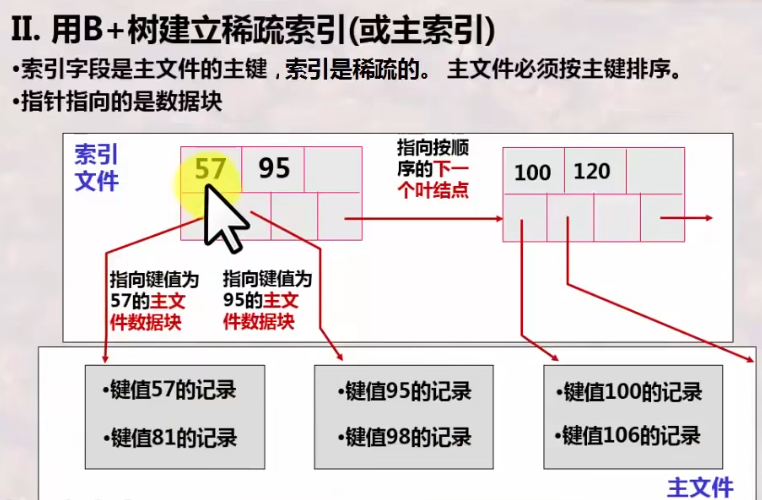 II. 用B+树建立稀疏索引(或主索引)
•索引字段是主文件的主键，索引是稀疏的。 主文件必须按主键排序。
•指针指向的是数据块
索引
文件
57 95
指向按顺
序的下一
个叶结点
100 120
指向键值为
57的主文
件数据块
指向键值为
95的主文
件数据块
•键值57的记录
•键值81的记录
•键值95的记录
•键值98的记录
•键值100的记录
•键值106的记录
主文件